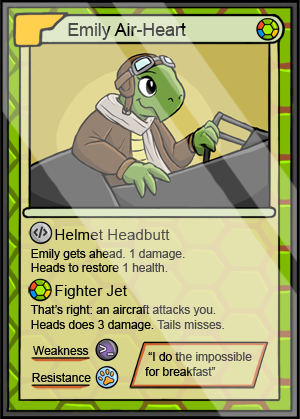 Emily Air-Heart
</> Helmet Headbutt
Emily gets ahead. 1 damage.
Heads to restore 1 health.
Fighter Jet
That's right: an aircraft attacks you.
Heads does 3 damage. Tails misses.
Weakness >_
Resistance
"I do the impossible
for breakfast"